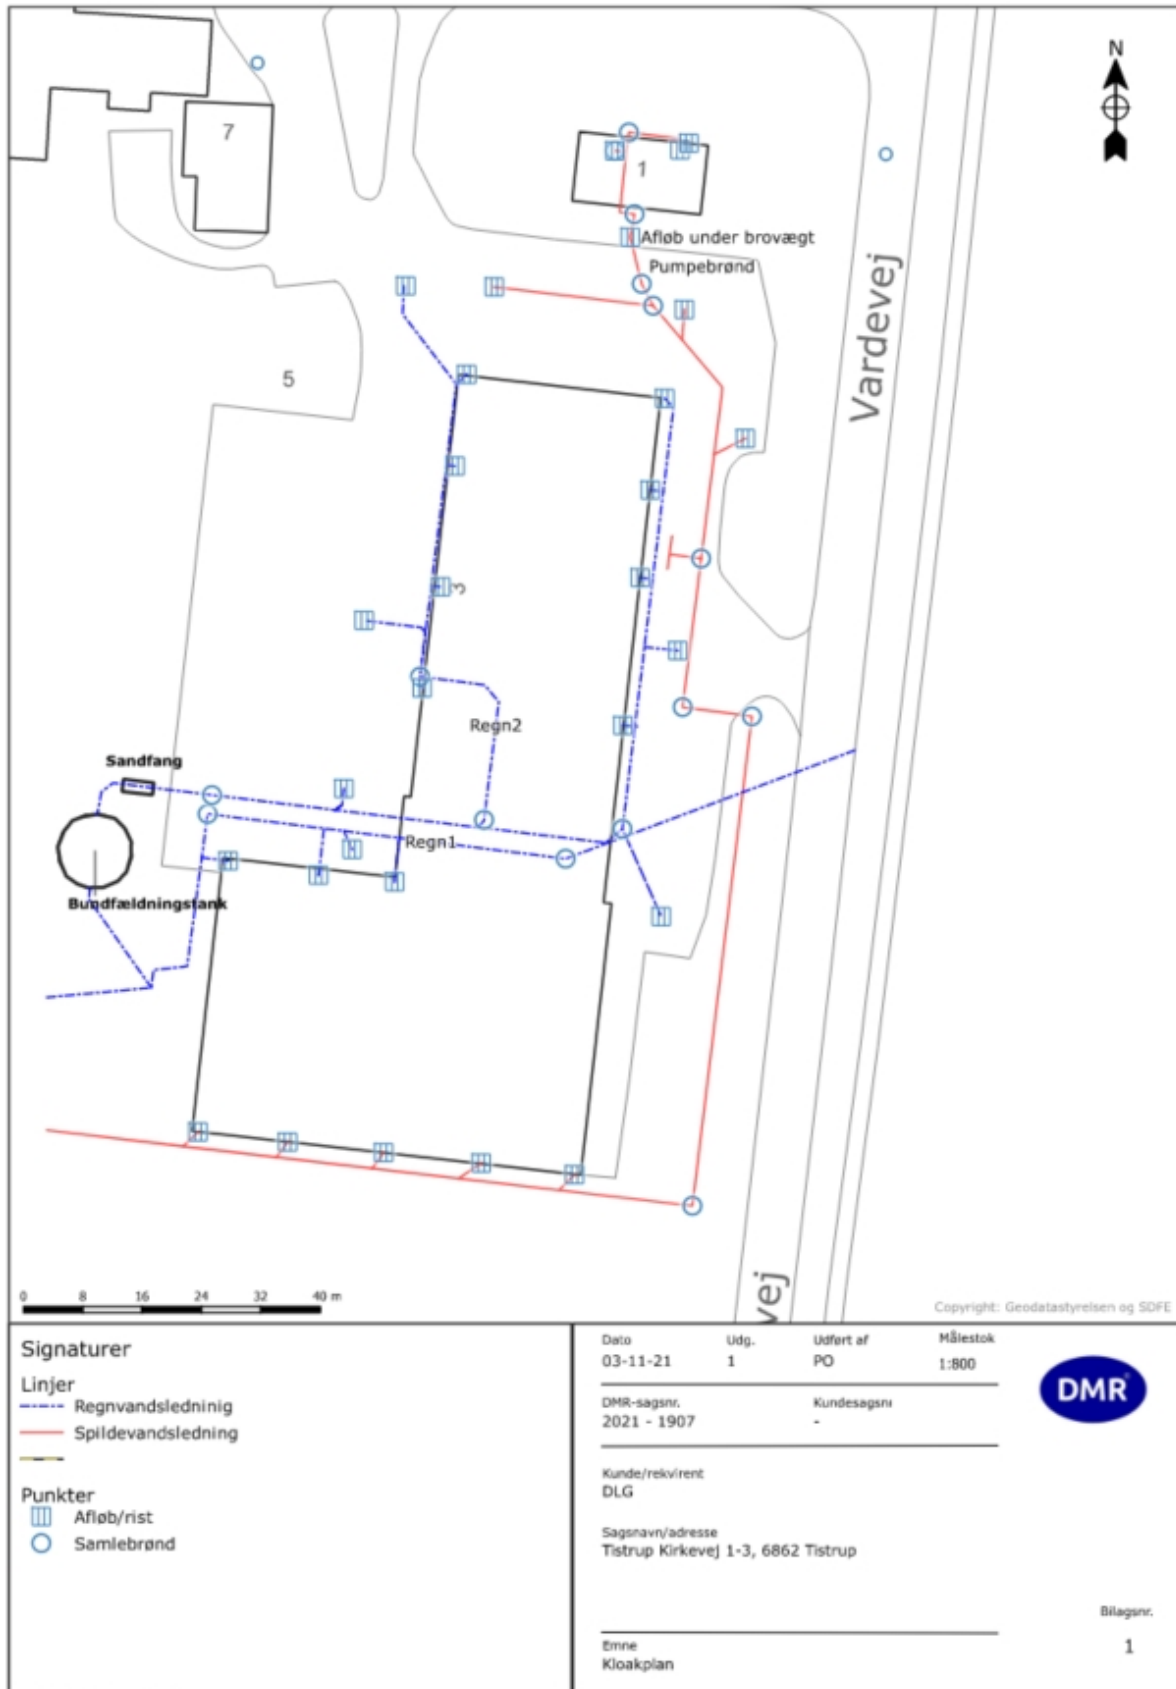 N
7
1
Afløb under brovægt
Pumpebrønd
Vardevej
5
3
Regn2
Sandfang
Regn1
Bundfældningstank
vej
0 8 16 24 32 40 m
Copyright: Geodatastyrelsen og SDFE
Signaturer
Linjer
Regnvandsledninig
Spildevandsledning
Punkter
Afløb/rist
Samlebrønd
Dato Udg. Udført af Målestok
03-11-21 1 PO 1:800
DMR-sagsnr. Kundesagsnr
2021 - 1907 -
Kunde/rekvirent
DLG
Sagsnavn/adresse
Tistrup Kirkevej 1-3, 6862 Tistrup
Emne
Kloakplan
Bilagsnr.
1
DMR